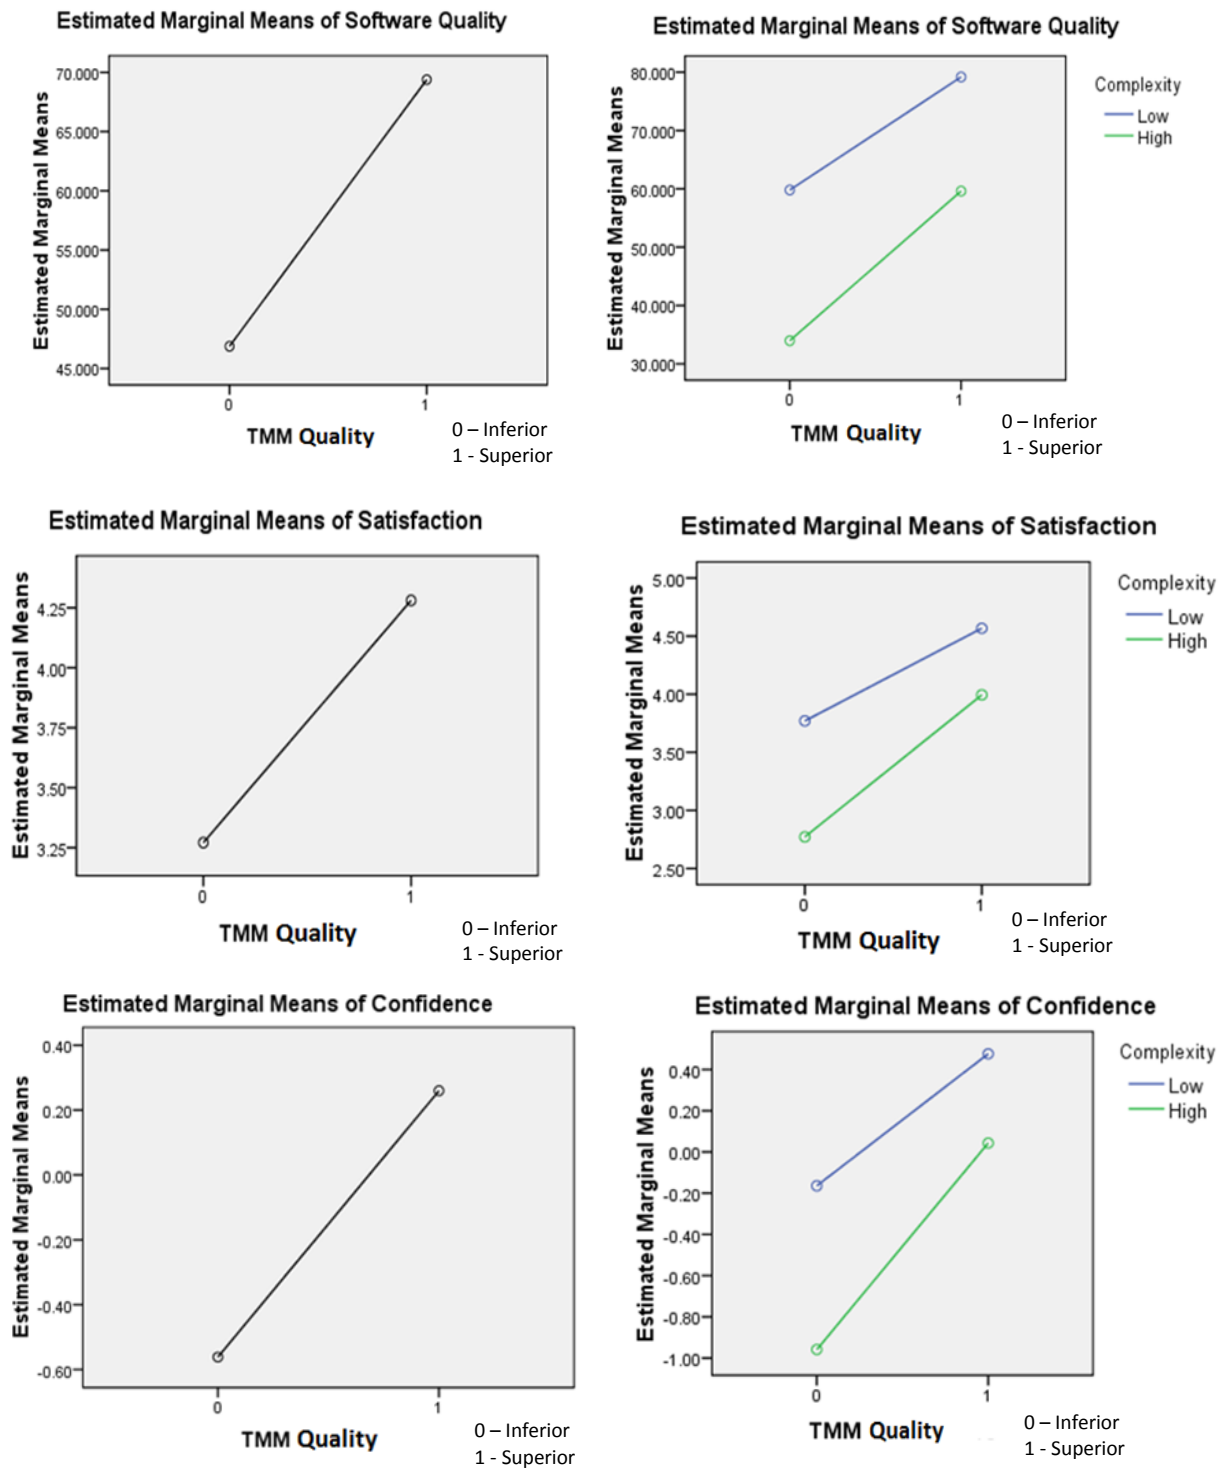 Estimated Marginal Means of Software Quality
Estimated Marginal Means
70.000
65.000
60.000
55.000
50.000
45.000
0
1
TMM Quality
0 – Inferior
1 - Superior
Estimated Marginal Means of Software Quality
Estimated Marginal Means
80.000
70.000
60.000
50.000
40.000
30.000
0
1
TMM Quality
0 – Inferior
1 - Superior
Complexity
Low
High
Estimated Marginal Means of Satisfaction
Estimated Marginal Means
4.25
4.00
3.75
3.50
3.25
0
1
TMM Quality
0 – Inferior
1 - Superior
Estimated Marginal Means of Satisfaction
Estimated Marginal Means
5.00
4.50
4.00
3.50
3.00
2.50
0
1
TMM Quality
0 – Inferior
1 - Superior
Complexity
Low
High
Estimated Marginal Means of Confidence
Estimated Marginal Means
0.40
0.20
0.00
-0.20
-0.40
-0.60
0
1
TMM Quality
0 – Inferior
1 - Superior
Estimated Marginal Means of Confidence
Estimated Marginal Means
0.40
0.20
0.00
-0.20
-0.40
-0.60
-0.80
-1.00
0
1
TMM Quality
0 – Inferior
1 - Superior
Complexity
Low
High